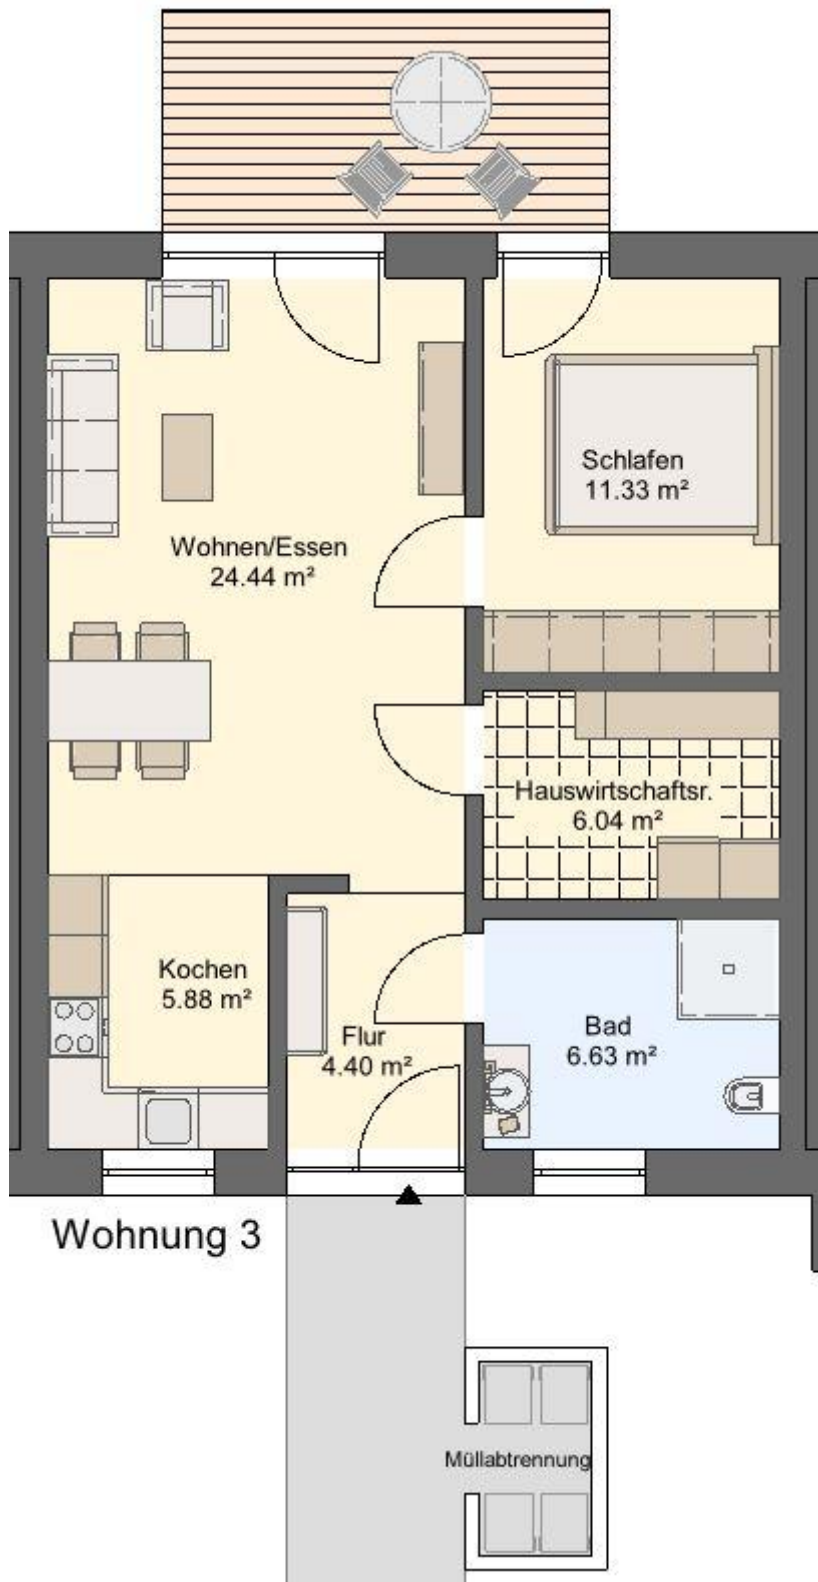 Schlafen
11.33 m²
Wohnen/Essen
24.44 m²
Hauswirtschaftsr.
6.04 m²
Kochen
5.88 m²
Flur
4.40 m²
Bad
6.63 m²
Wohnung 3
Müllabtrennung